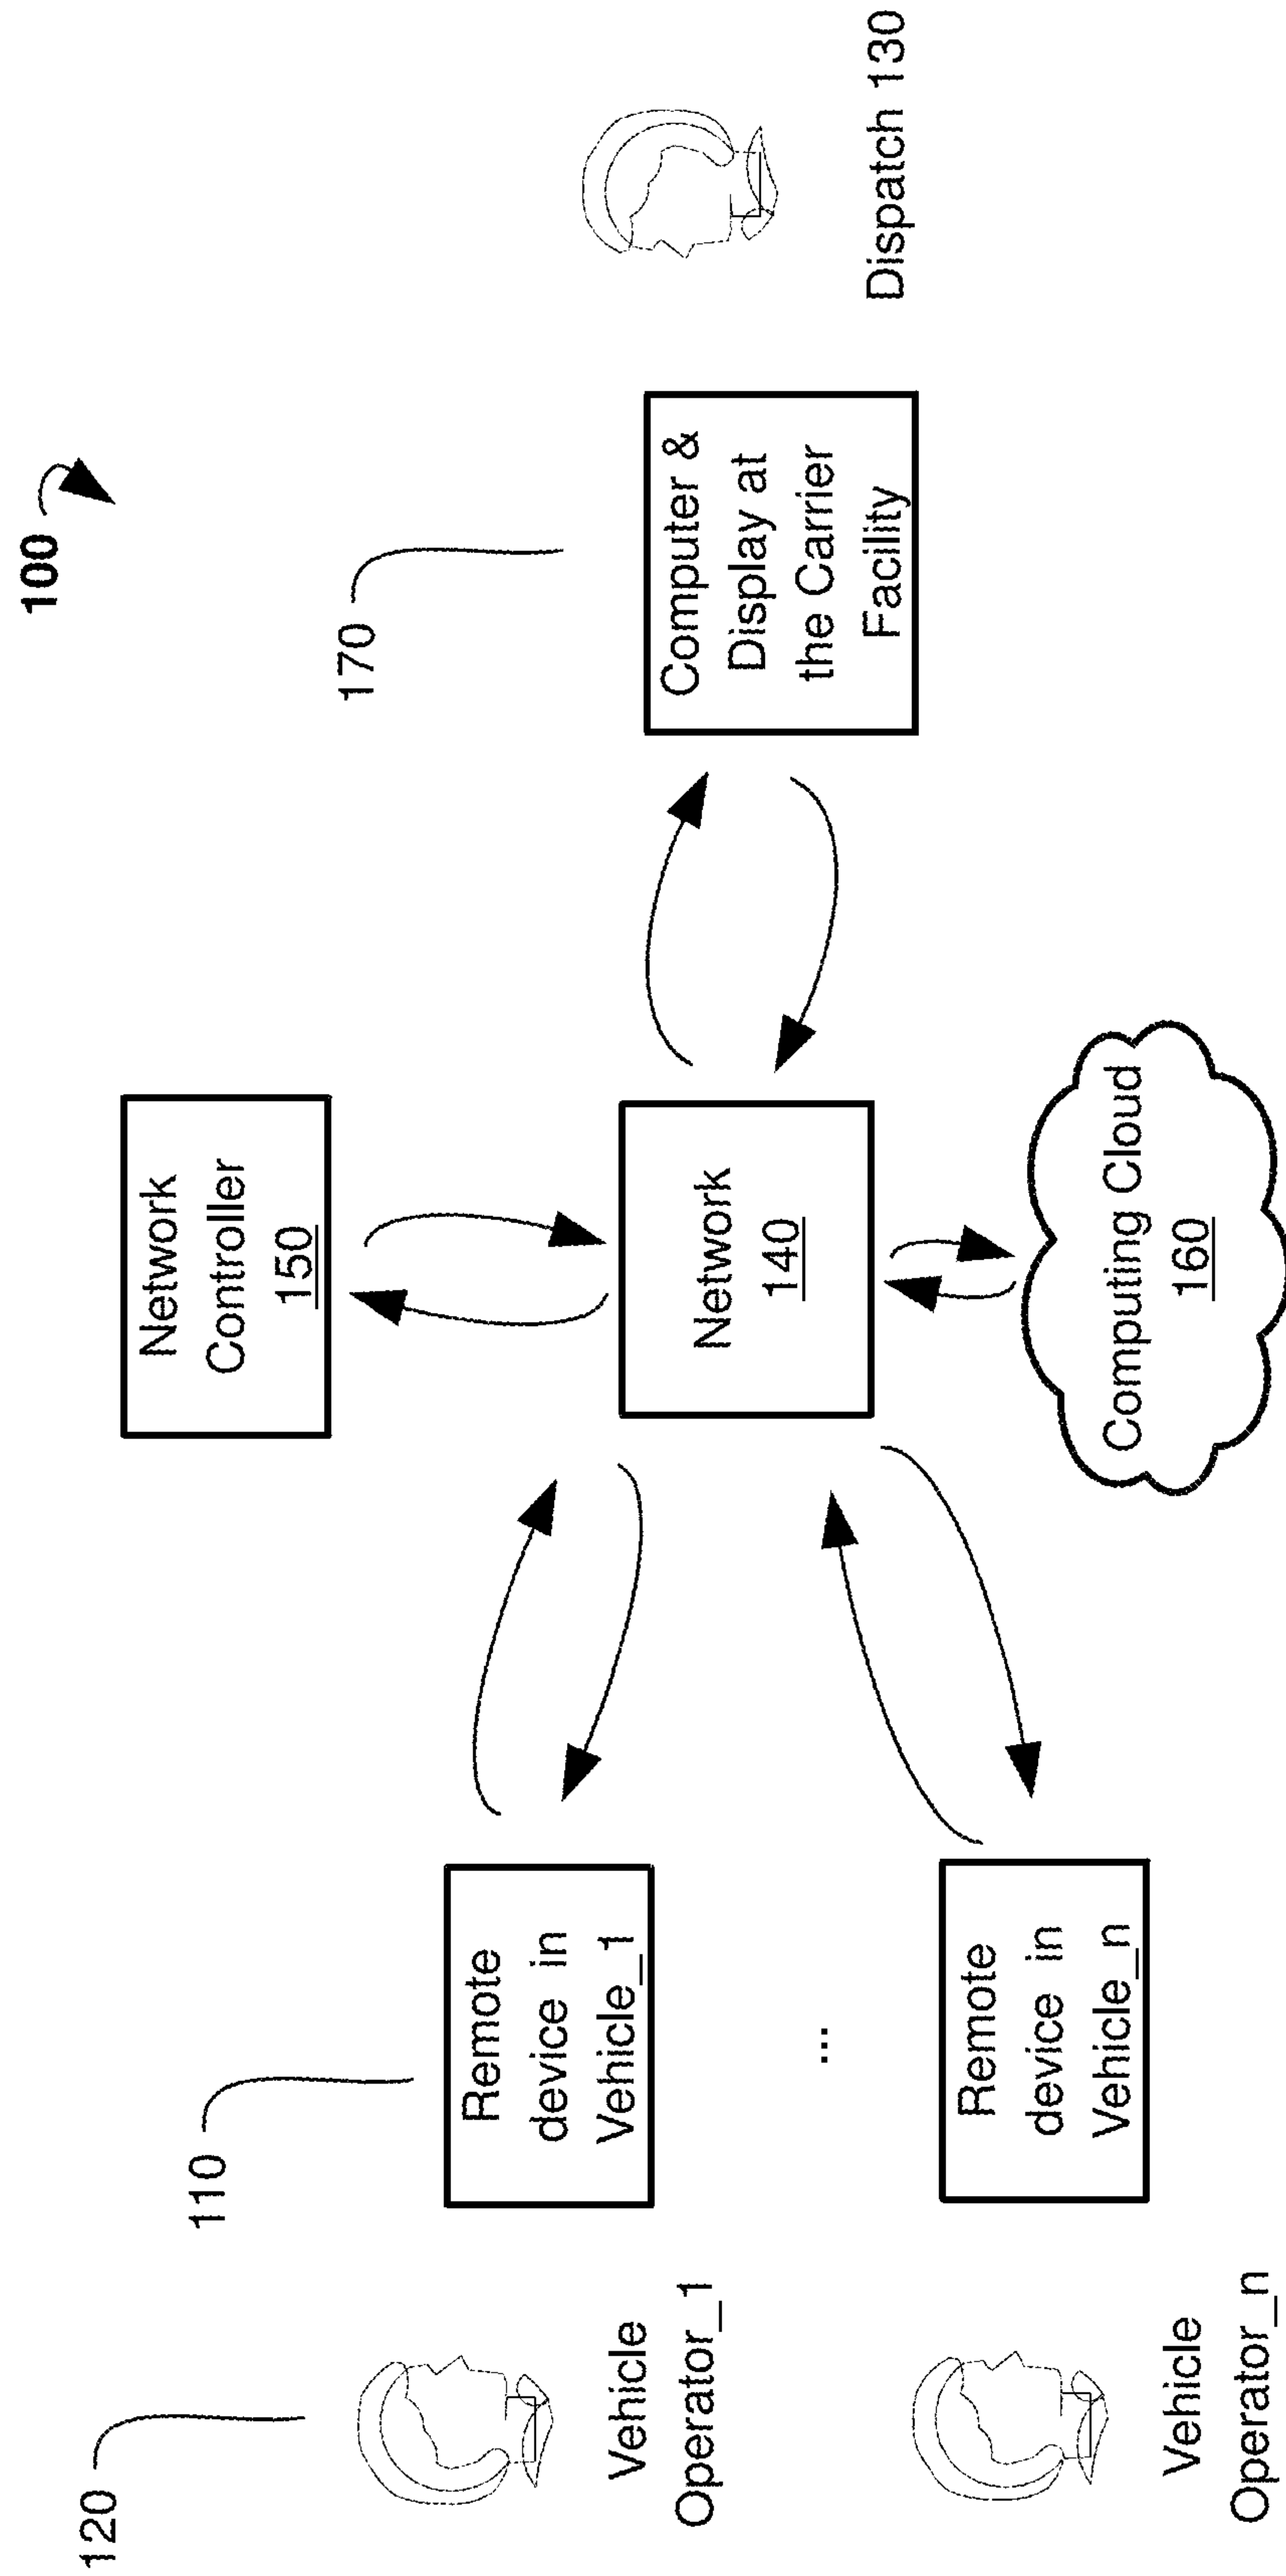 100
120
110
170
Network
Controller
150
Remote
device in
Vehicle_1
Computer &
Display at
the Carrier
Facility
Vehicle
Operator_1
Network
140
Dispatch 130
...
Remote
device in
Vehicle_n
Computing Cloud
160
Vehicle
Operator_n